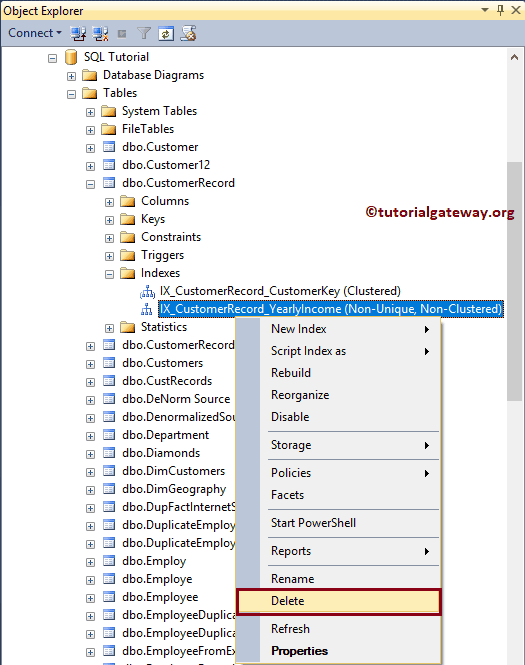 Object Explorer
Connect
SQL Tutorial
Database Diagrams
Tables
System Tables
FileTables
dbo.Customer
dbo.Customer12
dbo.CustomerRecord
©tutorialgateway.org
Columns
Keys
Constraints
Triggers
Indexes
IX_CustomerRecord_CustomerKey (Clustered)
IX_CustomerRecord_YearlyIncome (Non-Unique, Non-Clustered)
Statistics
dbo.CustomerRecord
dbo.Customers
dbo.CustRecords
dbo.DeNorm Source
dbo.DenormalizedSou
dbo.Department
dbo.Diamonds
dbo.DimCustomers
dbo.DimGeography
dbo.DupFactInternetS
dbo.DuplicateEmploy
dbo.DuplicateEmploy
dbo.Employ
dbo.Employe
dbo.Employee
dbo.EmployeeDuplica
dbo.EmployeeDuplica
dbo.EmployeeFromEx
New Index
Script Index as
Rebuild
Reorganize
Disable
Storage
Policies
Facets
Start PowerShell
Reports
Rename
Delete
Refresh
Properties